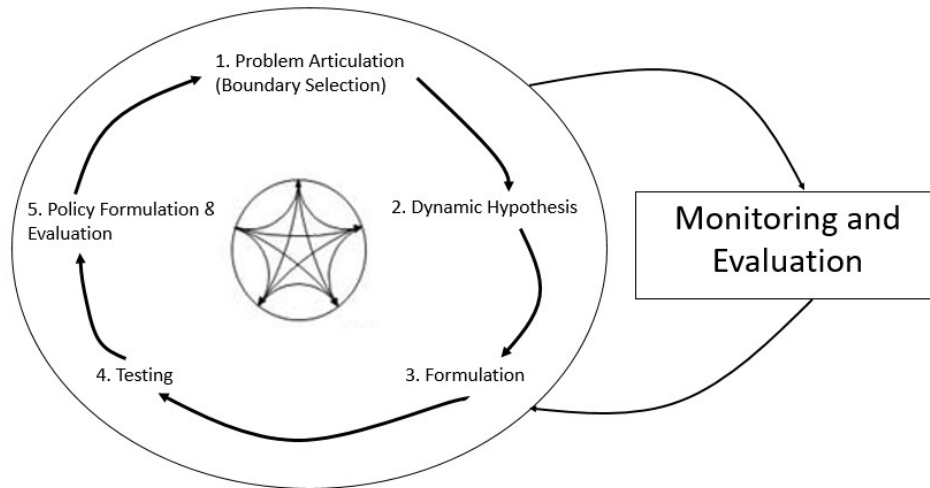 1. Problem Articulation
(Boundary Selection)
2. Dynamic Hypothesis
3. Formulation
4. Testing
5. Policy Formulation &
Evaluation
Monitoring and
Evaluation